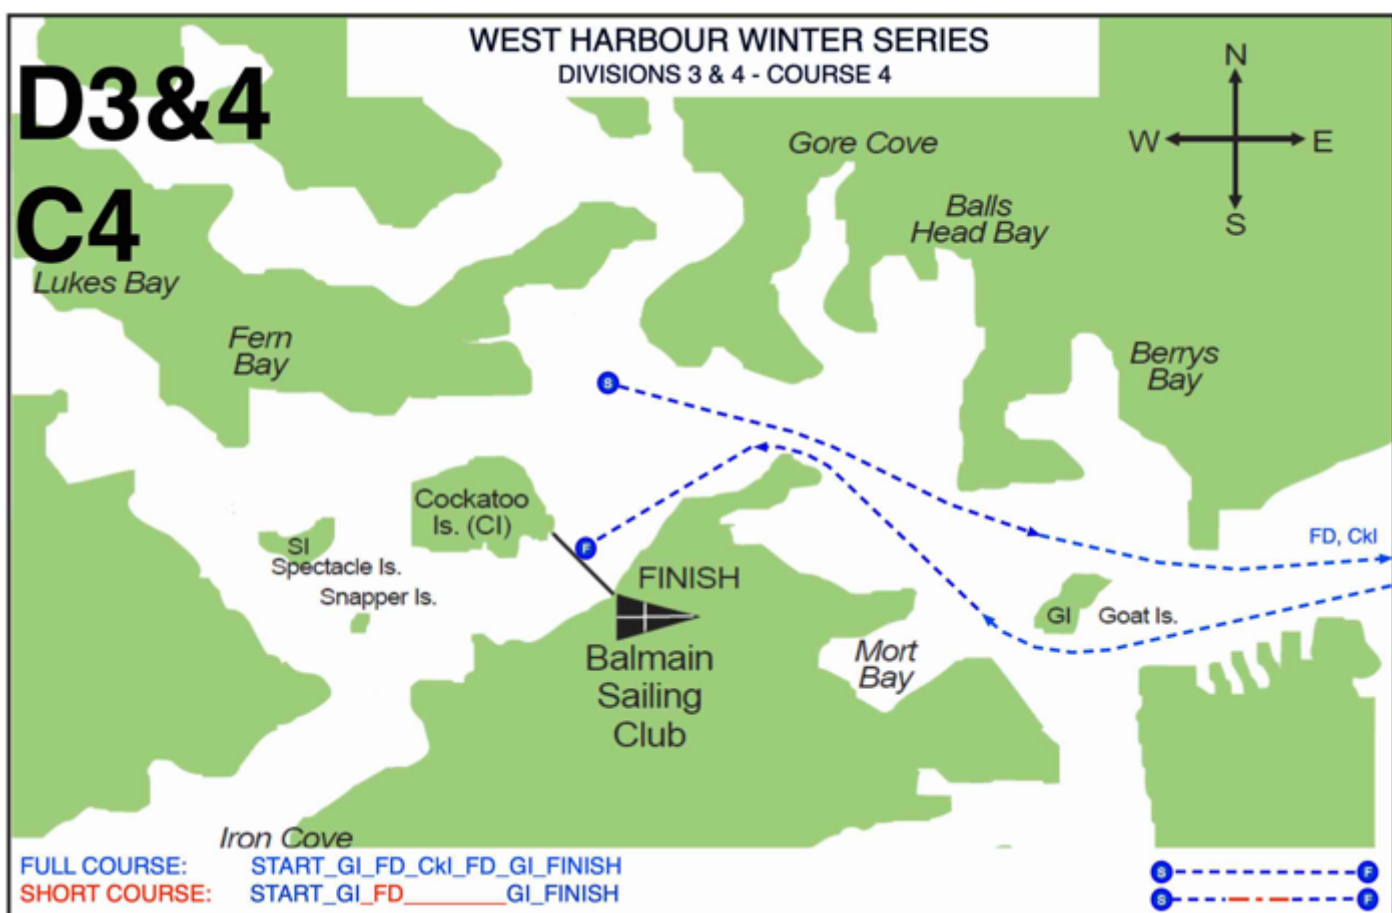 WEST HARBOUR WINTER SERIES
DIVISIONS 3 & 4 - COURSE 4
D3&4
C4
N
W E
S
Gore Cove
Balls
Head Bay
Lukes Bay
Fern
Bay
Berrys
Bay
S
Cockatoo
Is. (CI)
SI
Spectacle Is.
Snapper Is.
F
FINISH
FD, CkI
GI Goat Is.
Balmain
Sailing
Club
Mort
Bay
Iron Cove
FULL COURSE: START_GI_FD_CkI_FD_GI_FINISH
S F
SHORT COURSE: START_GI_FD________GI_FINISH
S F